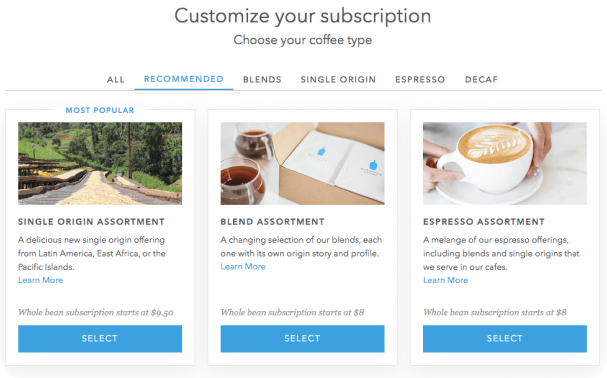 Customize your subscription
Choose your coffee type
ALL RECOMMENDED BLENDS SINGLE ORIGIN ESPRESSO DECAF
MOST POPULAR
SINGLE ORIGIN ASSORTMENT
A delicious new single origin offering
from Latin America, East Africa, or the
Pacific Islands.
Learn More
Whole bean subscription starts at $9.50
SELECT
BLEND ASSORTMENT
A changing selection of our blends, each
one with its own origin story and profile.
Learn More
Whole bean subscription starts at $8
SELECT
ESPRESSO ASSORTMENT
A melange of our espresso offerings,
including blends and single origins that
we serve in our cafes.
Learn More
Whole bean subscription starts at $8
SELECT